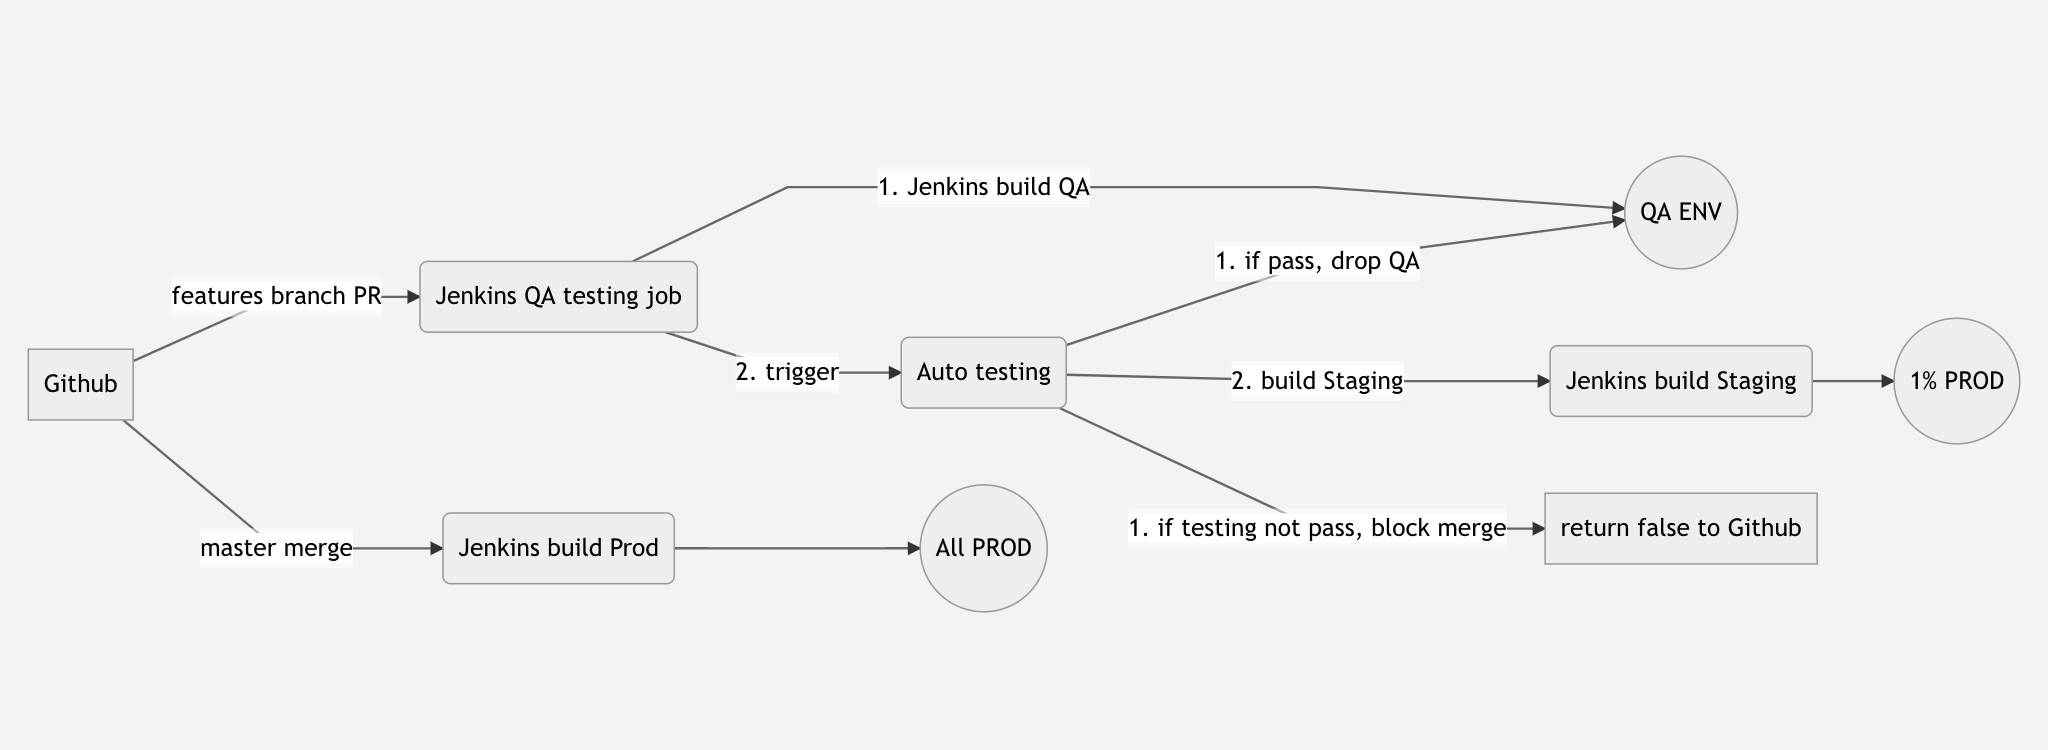 1. Jenkins build QA
QA ENV
1. if pass, drop QA
features branch PR
Jenkins QA testing job
Github
2. trigger
Auto testing
2. build Staging
Jenkins build Staging
1% PROD
1. if testing not pass, block merge
return false to Github
master merge
Jenkins build Prod
All PROD